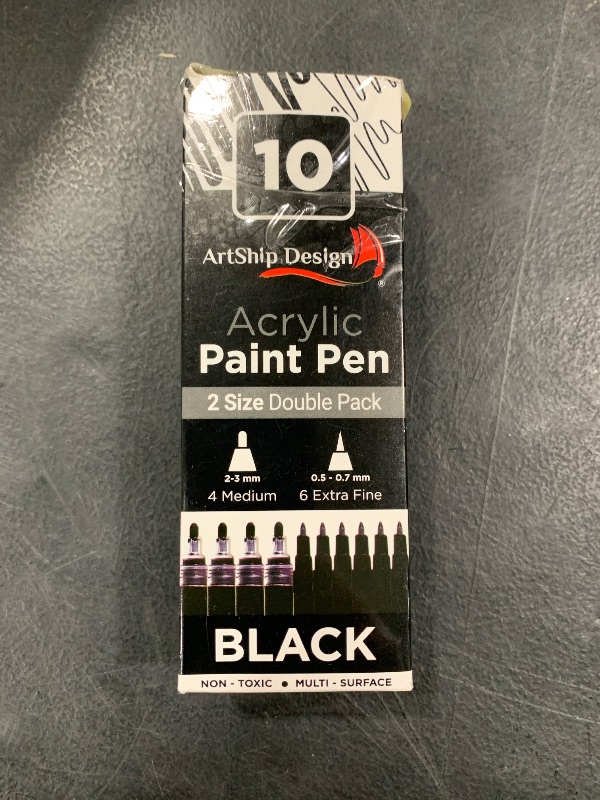 10
ArtShip Design
®
Acrylic
Paint Pen
2 Size Double Pack
2-3 mm 0.5 - 0.7 mm
4 Medium 6 Extra Fine
BLACK
NON - TOXIC ● MULTI - SURFACE